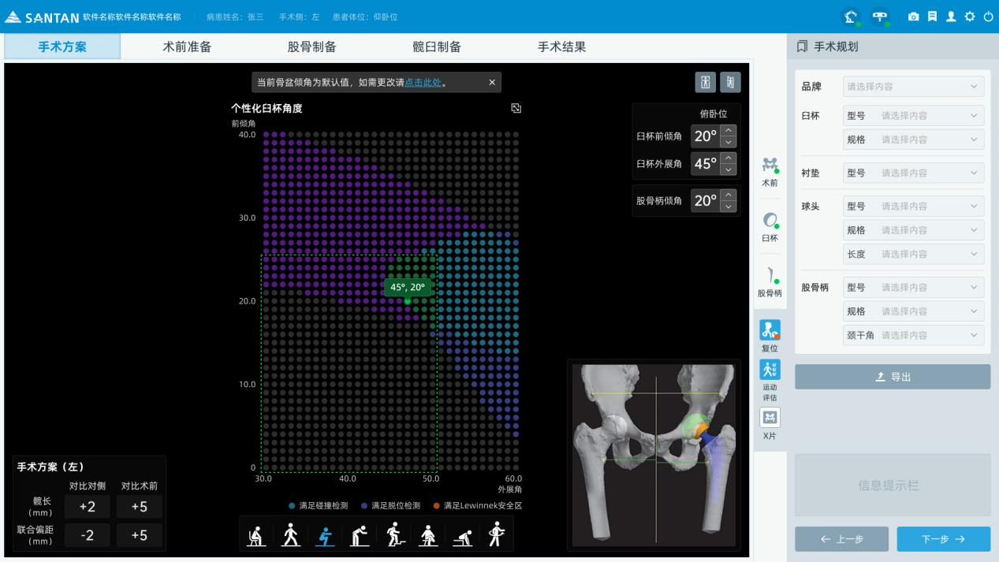 SANTAN 软件名称软件名称软件名称 病患姓名：张三 手术侧：左 患者体位：仰卧位
手术方案 术前准备 股骨制备 髋臼制备 手术结果
当前骨盆倾角为默认值，如需更改请点击此处。
个性化臼杯角度
前倾角
40.0
30.0
20.0
10.0
0
30.0 40.0 50.0 60.0
外展角
45°, 20°
满足碰撞检测 满足脱位检测 满足Lewinnek安全区
俯卧位
臼杯前倾角 20°
臼杯外展角 45°
股骨柄倾角 20°
手术方案（左）
对比对侧 对比术前
髋长
（mm）
+2 +5
联合偏距
（mm）
-2 +5
术前
臼杯
股骨柄
复位
运动
评估
X片
手术规划
品牌 请选择内容
臼杯 型号 请选择内容
规格 请选择内容
衬垫 型号 请选择内容
球头 型号 请选择内容
规格 请选择内容
长度 请选择内容
股骨柄 型号 请选择内容
规格 请选择内容
颈干角 请选择内容
导出
信息提示栏
上一步 下一步